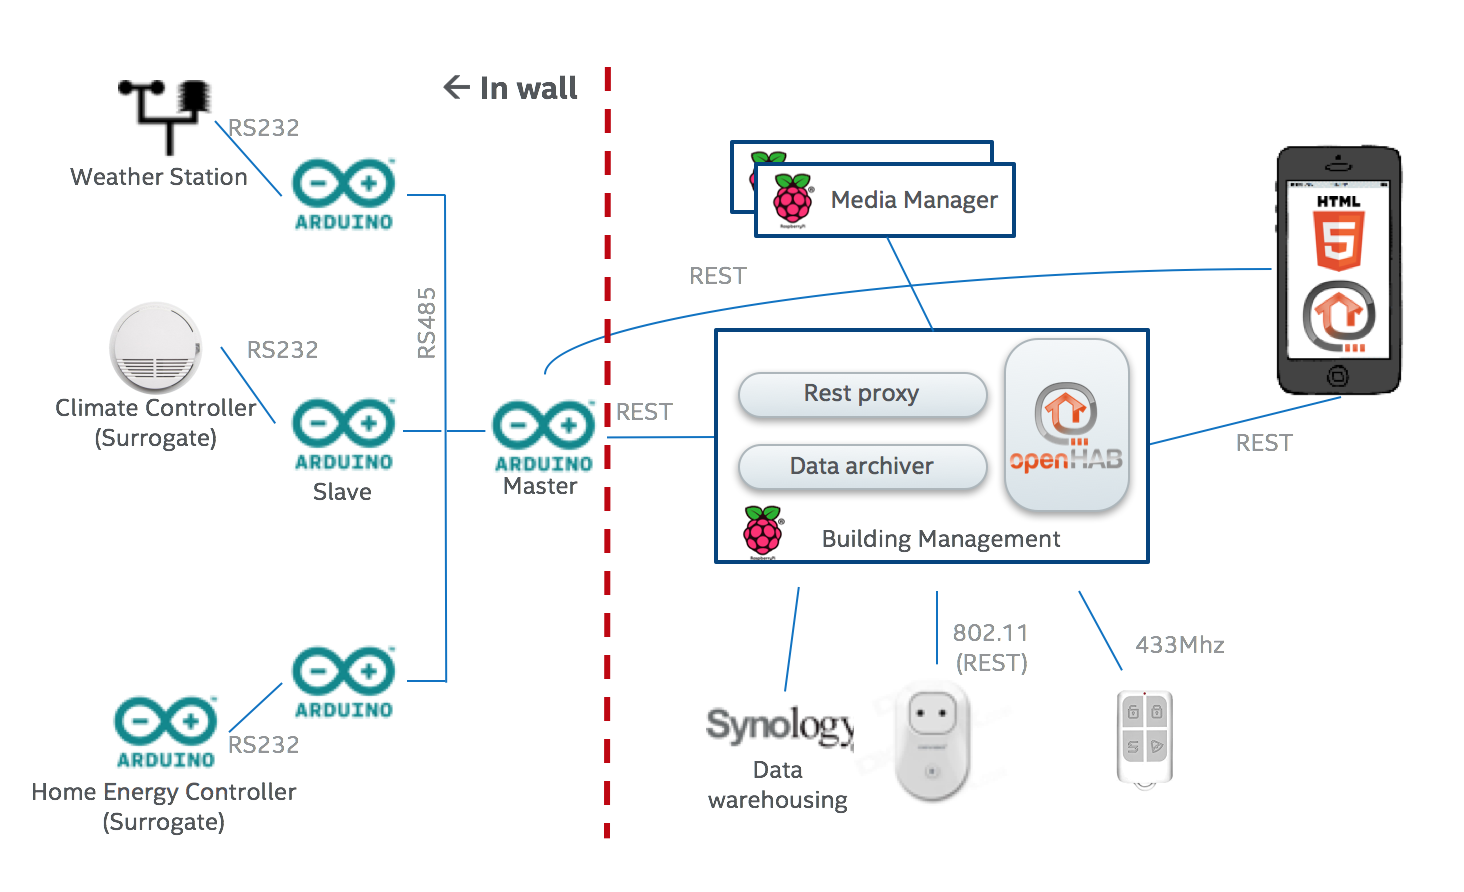 ← In wall
RS232
Weather Station
ARDUINO
RS485
RS232
Climate Controller
(Surrogate)
ARDUINO
Slave
ARDUINO
Master
ARDUINO
ARDUINO
RS232
Home Energy Controller
(Surrogate)
Media Manager
RaspberryPi
REST
HTML
5
REST
Rest proxy
Data archiver
openHAB
RaspberryPi
Building Management
REST
802.11
(REST)
433Mhz
Synology
Data
warehousing